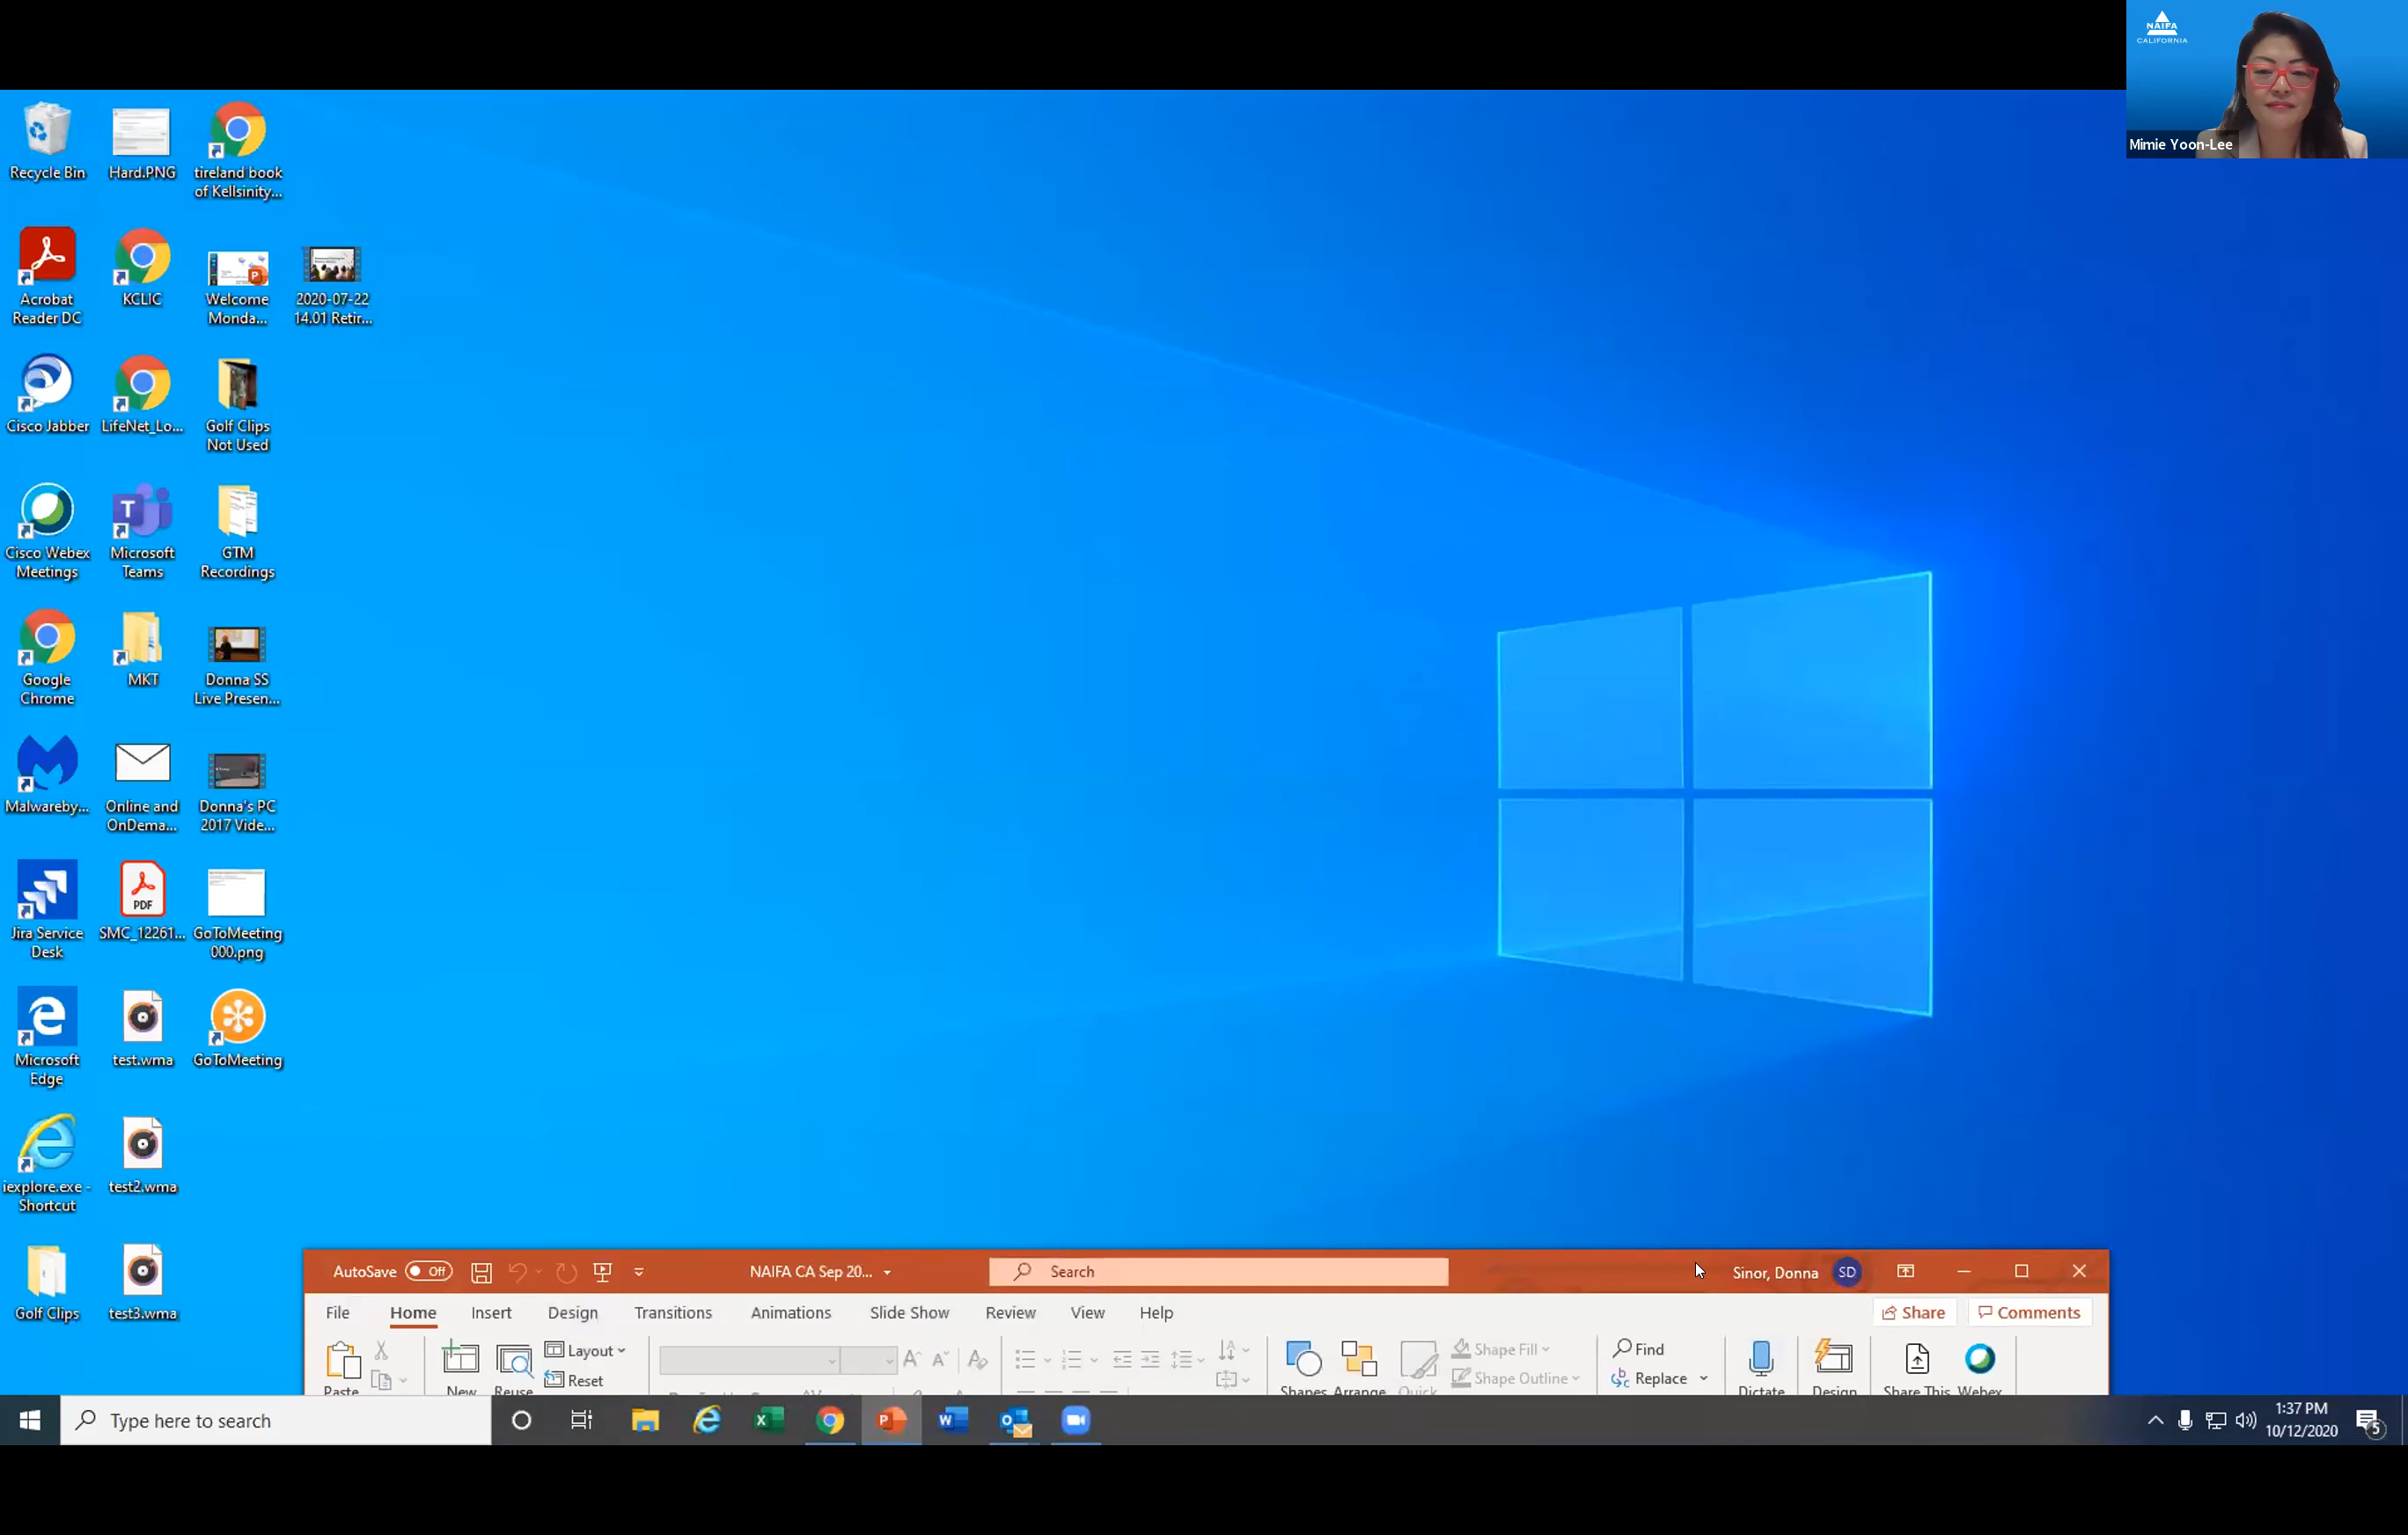 NAIFA
CALIFORNIA
Mimie Yoon-Lee
Recycle Bin
Hard.PNG
tireland book
of Kellsinity...
Acrobat
Reader DC
KCLIC
Welcome
Monda...
2020-07-22
14.01 Retir...
Cisco Jabber
LifeNet_Lo...
Golf Clips
Not Used
Cisco Webex
Meetings
Microsoft
Teams
GTM
Recordings
Google
Chrome
MKT
Donna SS
Live Presen...
Malwareby...
Online and
OnDema...
Donna's PC
2017 Vide...
Jira Service
Desk
PDF
SMC_12261...
GoToMeeting
000.png
Microsoft
Edge
test.wma
GoToMeeting
iexplore.exe -
Shortcut
test2.wma
Golf Clips
test3.wma
AutoSave Off NAIFA CA Sep 20... Search Sinor, Donna SD
File Home Insert Design Transitions Animations Slide Show Review View Help Share Comments
Layout Shape Fill Find
Reset Shape Outline Replace
Paste New Reuse Shapes Arrange Quick Dictate Design Share This Webex
Type here to search
1:37 PM
10/12/2020
5